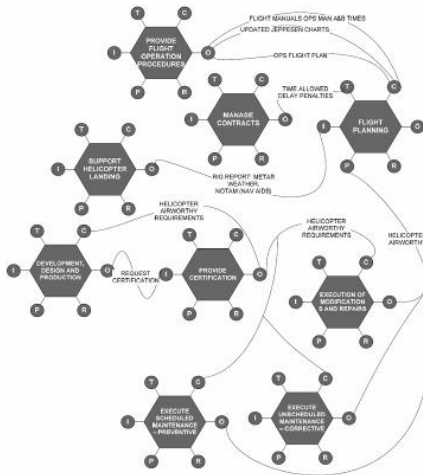 FLIGHT MANUALS OPS MAN A&B TIMES
UPDATED JEPPESEN CHARTS
OPS FLIGHT PLAN
T
C
I
PROVIDE
FLIGHT
OPERATION
PROCEDURES
O
P
R
TIME ALLOWED
DELAY PENALTIES
T
C
I
MANAGE
CONTRACTS
O
P
R
T
C
I
FLIGHT
PLANNING
O
P
R
T
C
I
SUPPORT
HELICOPTER
LANDING
O
P
R
RIG REPORT: METAR
WEATHER,
NOTAM (NAV AIDS)
HELICOPTER
AIRWORTHY
REQUIREMENTS
T
C
I
DEVELOPMENT,
DESIGN AND
PRODUCTION
O
P
R
REQUEST
CERTIFICATION
T
C
I
PROVIDE
CERTIFICATION
O
P
R
HELICOPTER
AIRWORTHY
REQUIREMENTS
HELICOPTE
AIRWORTHY
T
C
I
EXECUTION OF
MODIFICATION
S AND REPAIRS
O
P
R
T
C
I
EXECUTE
SCHEDULED
MAINTENANCE
–PREVENTIVE
O
P
R
T
C
I
EXECUTE
UNSCHEDULED
MAINTENANCE
–CORRECTIVE
O
P
R